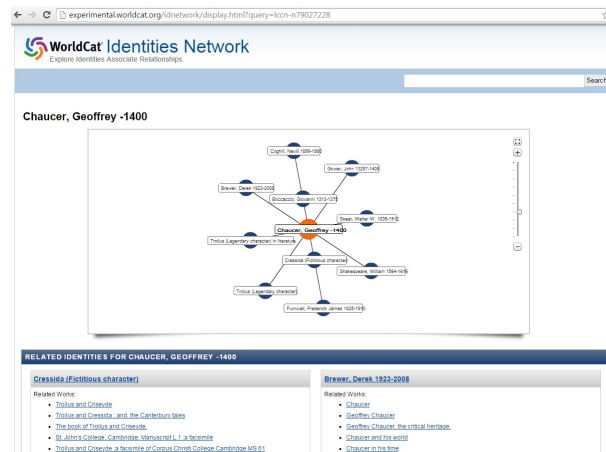 experimental.worldcat.org/idnetwork/display.html?query=lccn-n79027228
WorldCat Identities Network
Explore Identities Associate Relationships.
Search
Chaucer, Geoffrey -1400
Coghill, Nevill 1899-1980
Gower, John 1325?-1408
Brewer, Derek 1923-2008
Boccaccio, Giovanni 1313-1375
Skeat, Walter W. 1835-1912
Chaucer, Geoffrey -1400
Troilus (Legendary character) in literature
Cressida (Fictitious character)
Shakespeare, William 1564-1616
Troilus (Legendary character)
Furnivall, Frederick James 1825-1910
RELATED IDENTITIES FOR CHAUCER, GEOFFREY -1400
Cressida (Fictitious character)
Related Works:
• Troilus and Criseyde
• Troilus and Cressida ; and, the Canterbury tales
• The book of Troilus and Criseyde,
• St. John's College, Cambridge, Manuscript L.1 :a facsimile
• Troilus and Criseyde :a facsimile of Corpus Christi College Cambridge MS 61
Brewer, Derek 1923-2008
Related Works:
• Chaucer
• Geoffrey Chaucer
• Geoffrey Chaucer, the critical heritage,
• Chaucer and his world
• Chaucer in his time